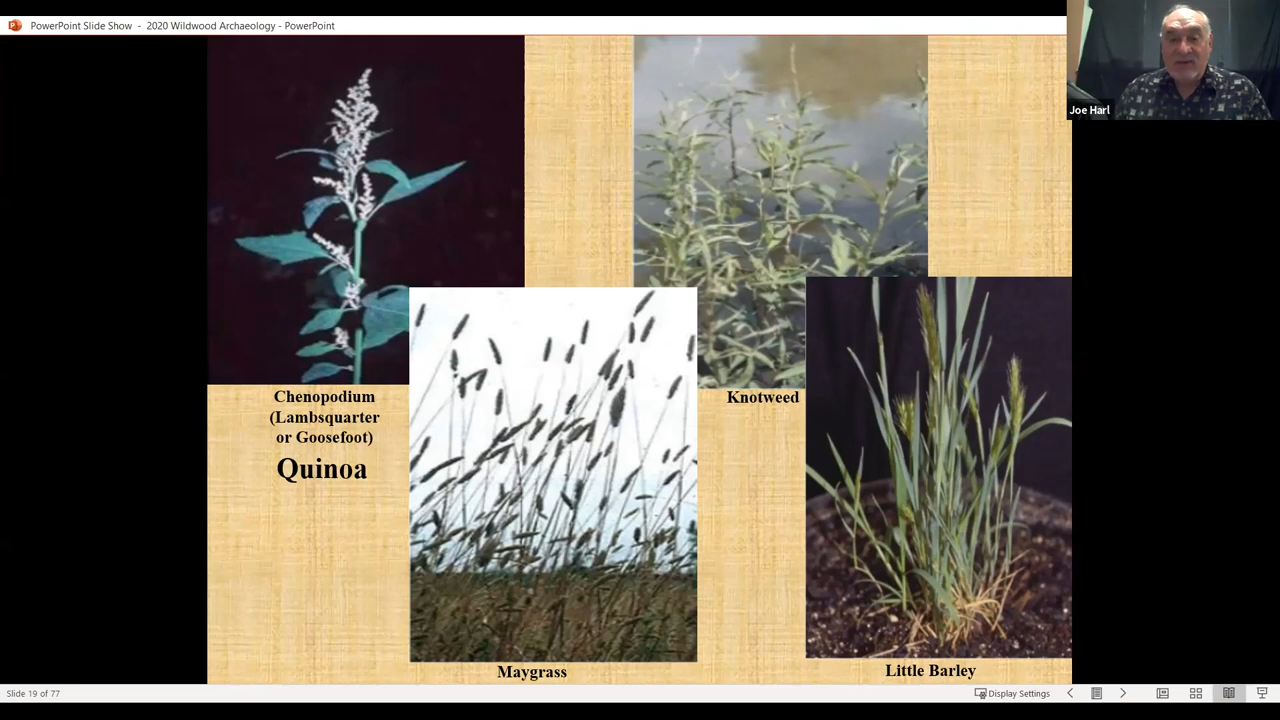 PowerPoint Slide Show - 2020 Wildwood Archaeology - PowerPoint
Joe Harl
Chenopodium
(Lambsquarter
or Goosefoot)
Quinoa
Knotweed
Maygrass
Little Barley
Slide 19 of 77
Display Settings